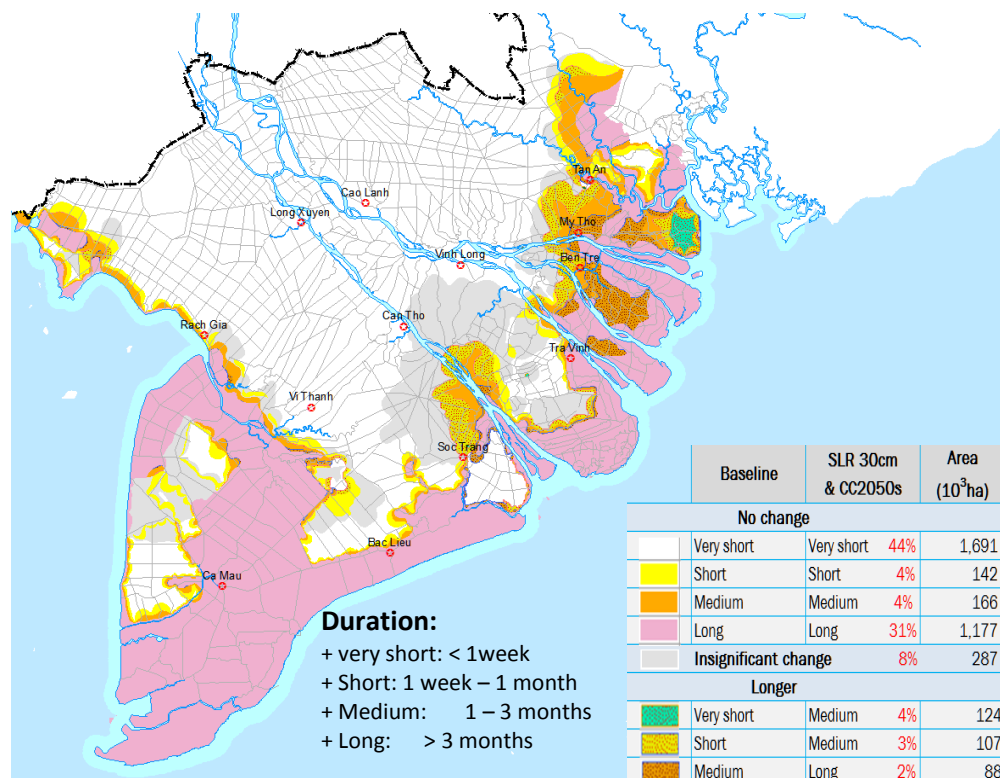 Tan An
Cao Lanh
Long Xuyen
My Tho
Vinh Long
Ben Tre
Can Tho
Rach Gia
Tra Vinh
Vi Thanh
Soc Trang
Bac Lieu
Ca Mau
Duration:
+ very short: < 1week
+ Short: 1 week – 1 month
+ Medium: 1 – 3 months
+ Long: > 3 months
Baseline SLR 30cm & CC2050s Area (10³ha)
No change
Very short Very short 44% 1,691
Short Short 4% 142
Medium Medium 4% 166
Long Long 31% 1,177
Insignificant change 8% 287
Longer
Very short Medium 4% 124
Short Medium 3% 107
Medium Long 2% 88